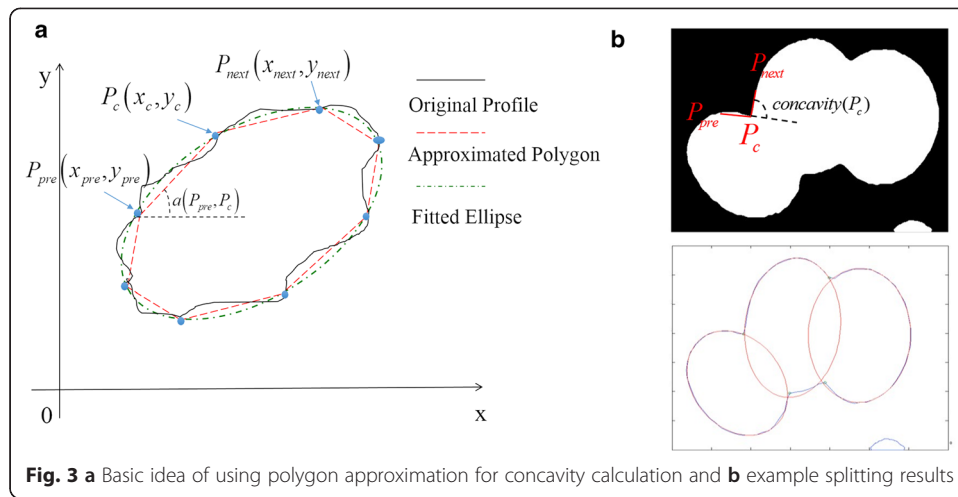 a
y
P_next(x_next, y_next)
P_c(x_c, y_c)
P_pre(x_pre, y_pre)
a(P_pre, P_c)
0
x
Original Profile
Approximated Polygon
Fitted Ellipse
b
P_next
concavity(P_c)
P_pre
P_c
Fig. 3 a Basic idea of using polygon approximation for concavity calculation and b example splitting results